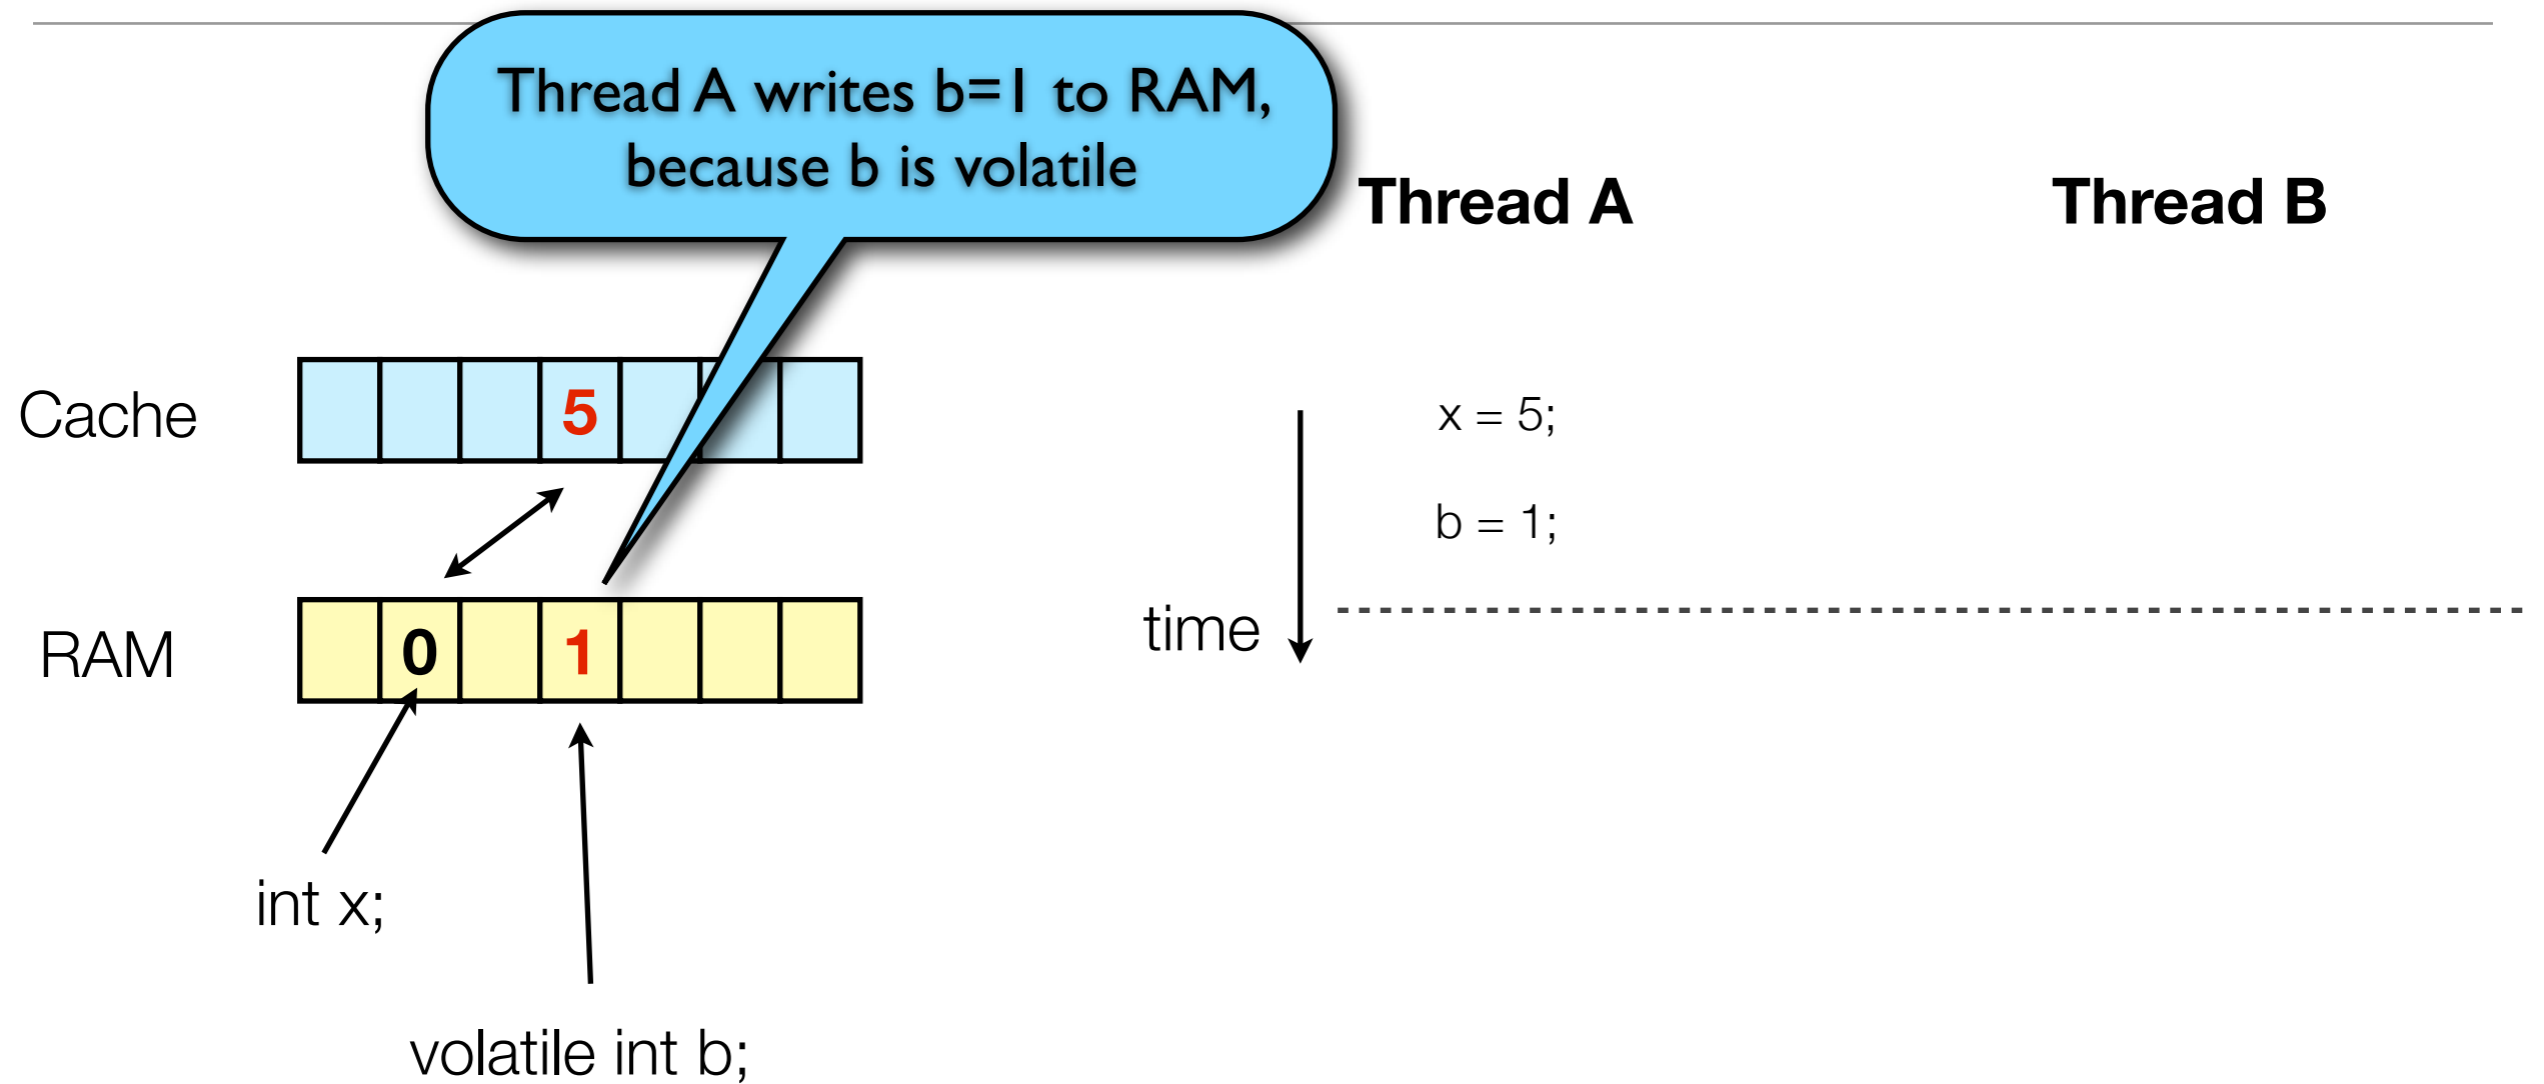 Thread A writes b=1 to RAM,
because b is volatile
Thread A
Thread B
Cache
5
x = 5;
b = 1;
time
RAM
0
1
int x;
volatile int b;